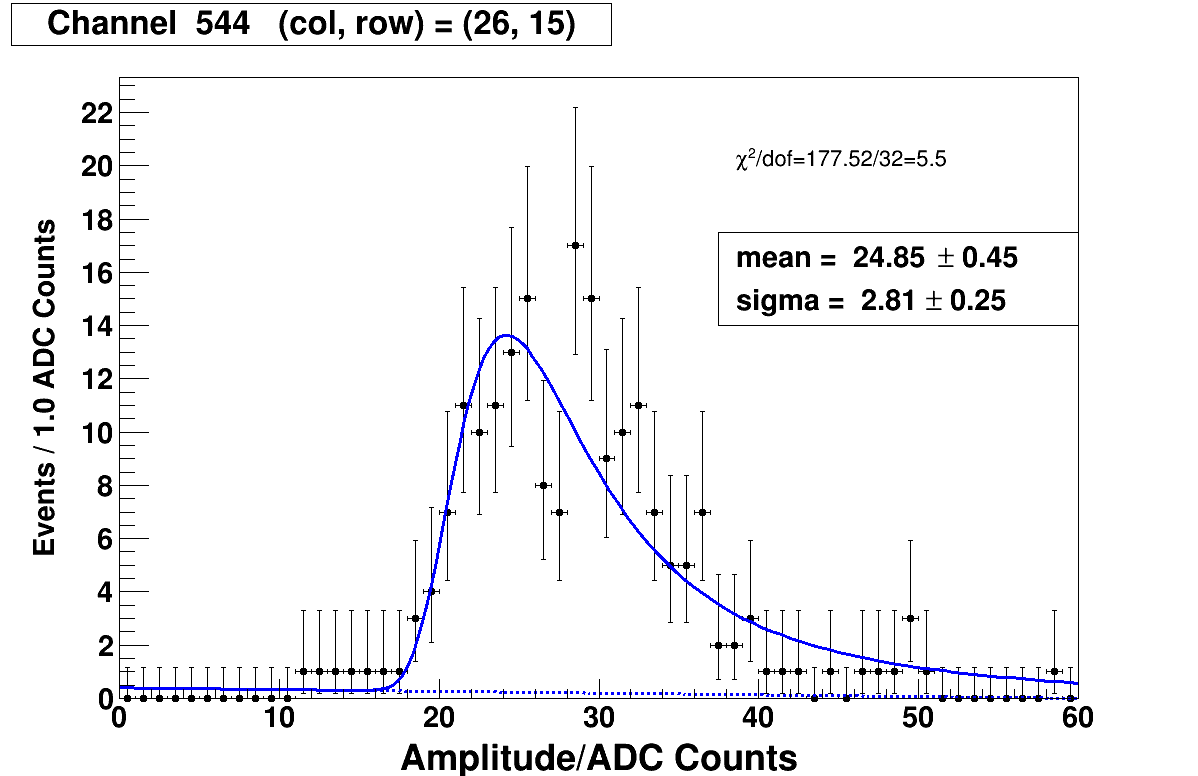 Channel 544 (col, row) = (26, 15)
22
20
18
16
14
12
10
8
6
4
2
0
Events / 1.0 ADC Counts
χ²/dof=177.52/32=5.5
mean = 24.85 ± 0.45
sigma = 2.81 ± 0.25
0 10 20 30 40 50 60
Amplitude/ADC Counts